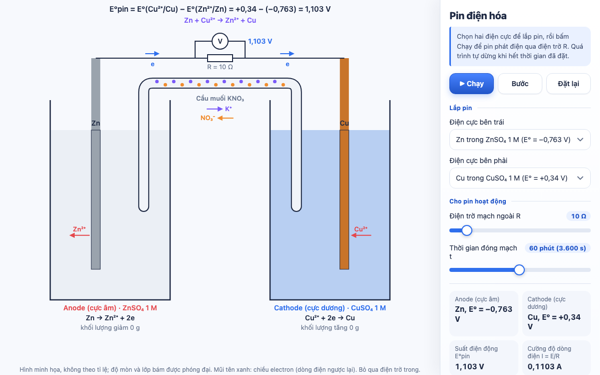 E°pin = E°(Cu²⁺/Cu) − E°(Zn²⁺/Zn) = +0,34 − (−0,763) = 1,103 V
Zn + Cu²⁺ → Zn²⁺ + Cu
V
1,103 V
e
e
R = 10 Ω
Cầu muối KNO₃
K⁺
NO₃⁻
Zn
Cu
Zn²⁺
Cu²⁺
Anode (cực âm) · ZnSO₄ 1 M
Zn → Zn²⁺ + 2e
khối lượng giảm 0 g
Cathode (cực dương) · CuSO₄ 1 M
Cu²⁺ + 2e → Cu
khối lượng tăng 0 g
Hình minh họa, không theo tỉ lệ; độ mòn và lớp bám được phóng đại. Mũi tên xanh: chiều electron (dòng điện ngược lại). Bỏ qua điện trở trong.
Pin điện hóa
Chọn hai điện cực để lắp pin, rồi bấm
Chạy để pin phát điện qua điện trở R. Quá
trình tự dừng khi hết thời gian đã đặt.
▶ Chạy
Bước
Đặt lại
Lắp pin
Điện cực bên trái
Zn trong ZnSO₄ 1 M (E° = −0,763 V)
Điện cực bên phải
Cu trong CuSO₄ 1 M (E° = +0,34 V)
Cho pin hoạt động
Điện trở mạch ngoài R
10 Ω
Thời gian đóng mạch
t
60 phút (3.600 s)
Anode (cực âm)
Zn, E° = −0,763
V
Cathode (cực
dương)
Cu, E° = +0,34
V
Suất điện động
E°pin
1,103 V
Cường độ dòng
điện I = E/R
0,1103 A